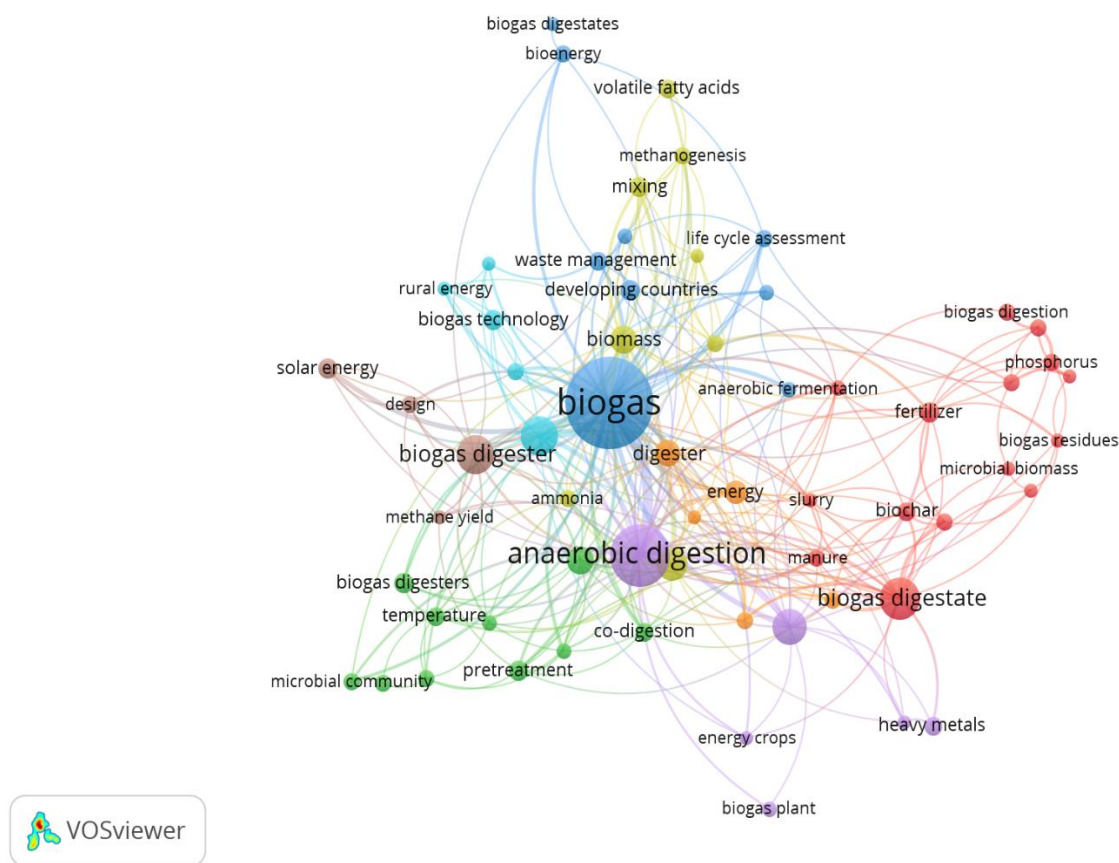 biogas digestates
bioenergy
volatile fatty acids
methanogenesis
mixing
life cycle assessment
waste management
rural energy
developing countries
biogas technology
biogas digestion
biomass
phosphorus
solar energy
anaerobic fermentation
design
biogas
fertilizer
biogas residues
biogas digester
digester
microbial biomass
ammonia
energy
slurry
methane yield
biochar
anaerobic digestion
manure
biogas digesters
biogas digestate
temperature
co-digestion
pretreatment
microbial community
heavy metals
energy crops
biogas plant
VOSviewer